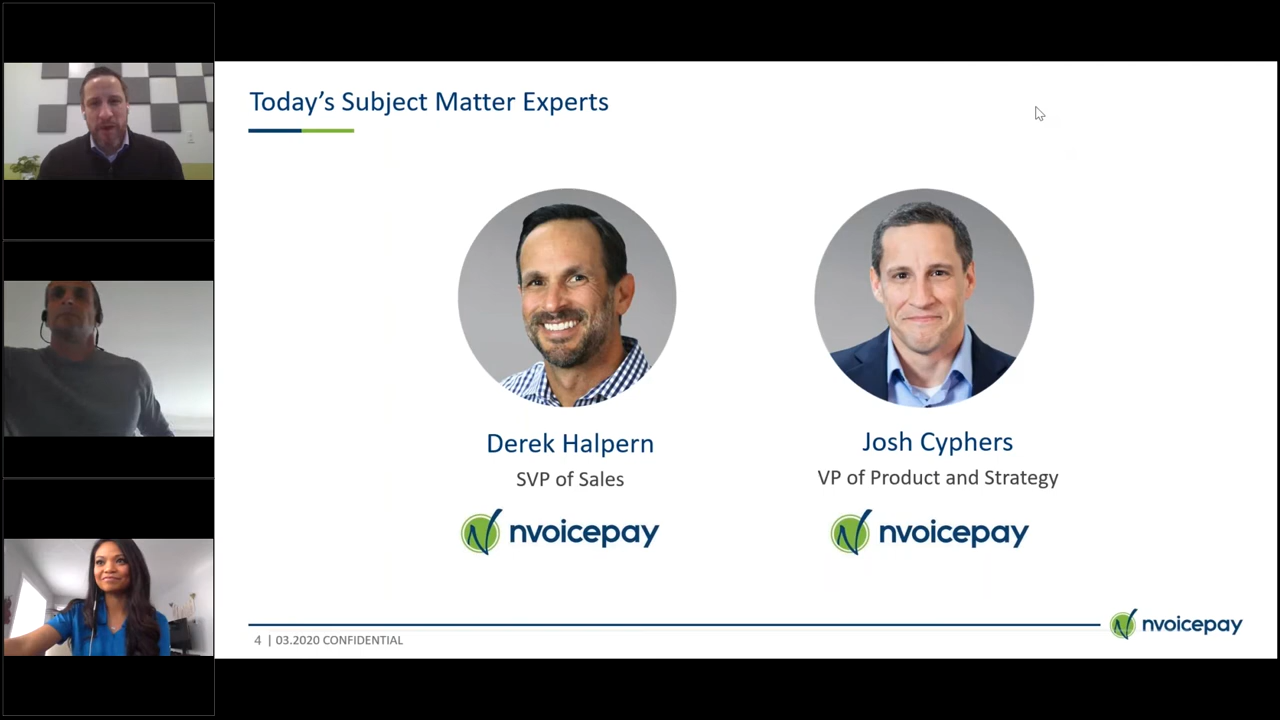 Today's Subject Matter Experts
Derek Halpern
SVP of Sales
nvoicepay
Josh Cyphers
VP of Product and Strategy
nvoicepay
4 | 03.2020 CONFIDENTIAL
nvoicepay